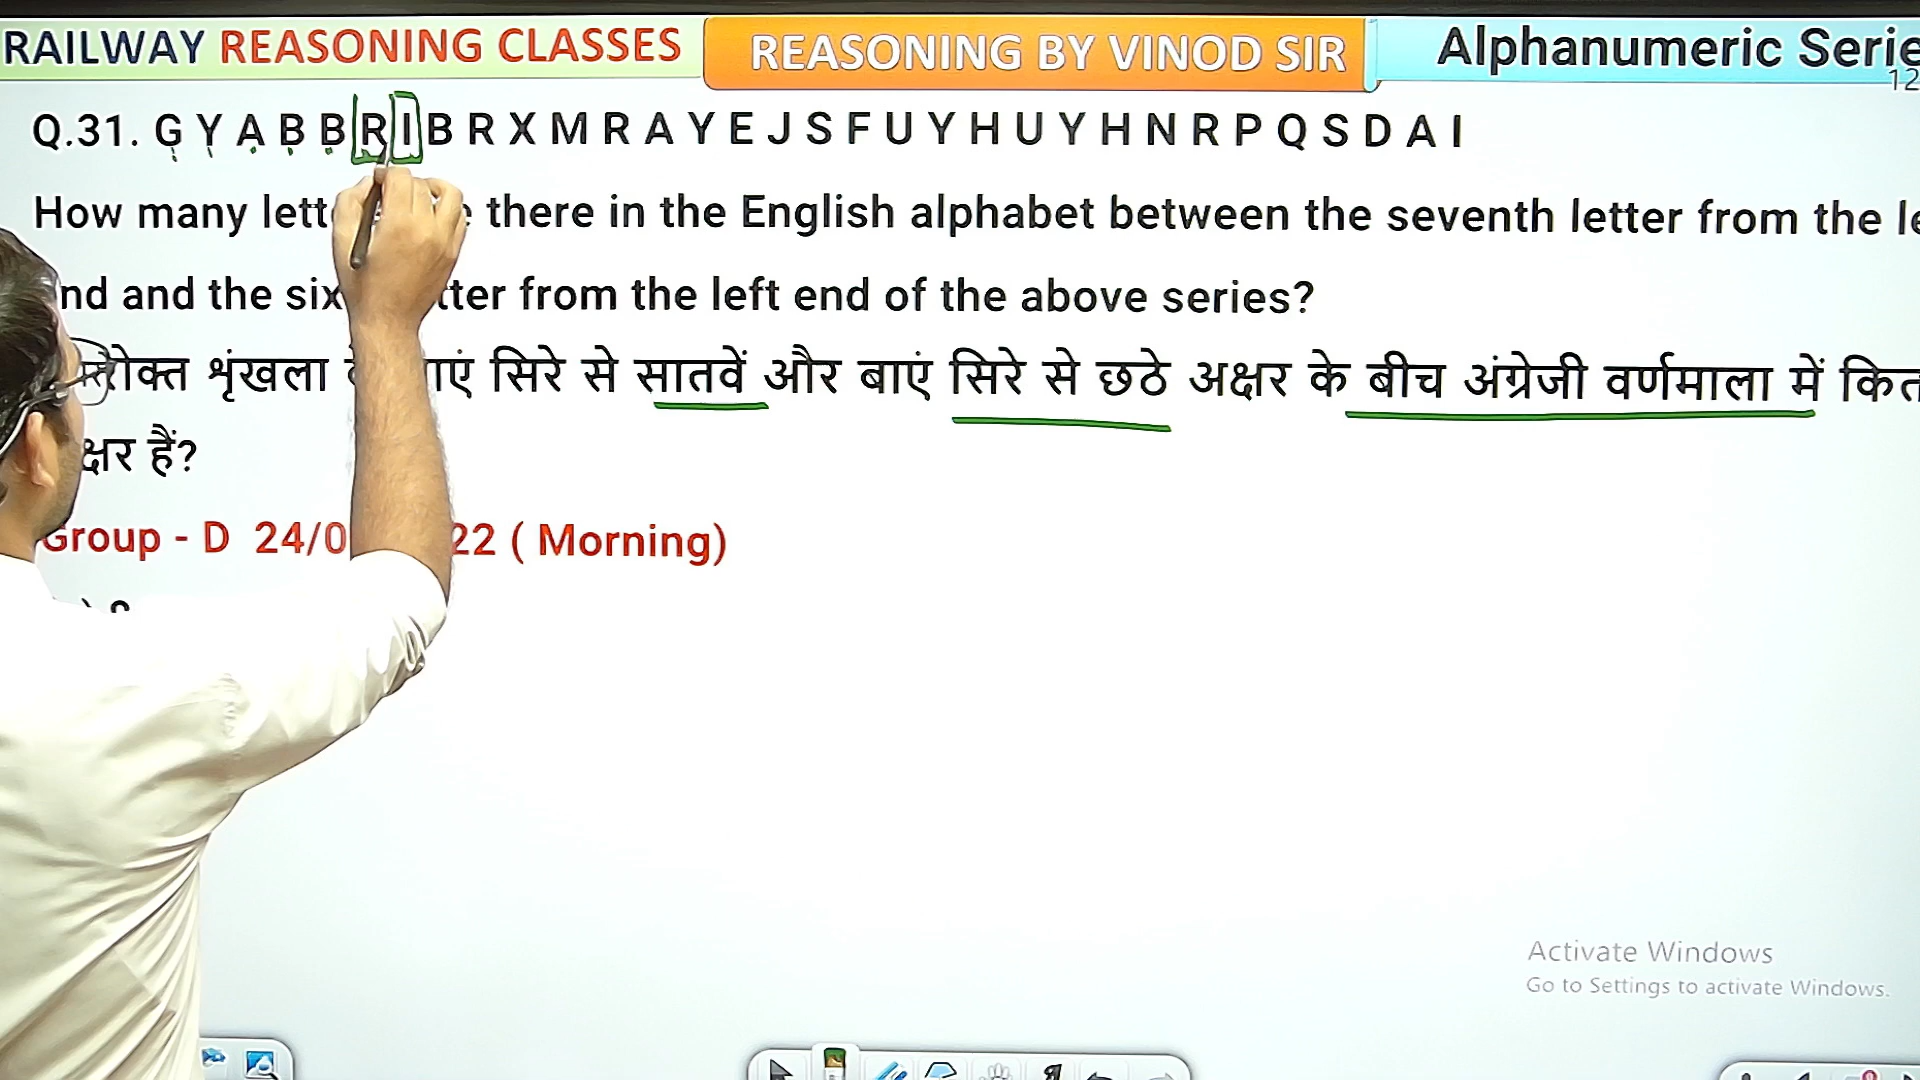 RAILWAY REASONING CLASSES REASONING BY VINOD SIR Alphanumeric Serie
12
Q.31. G Y A B B R I B R X M R A Y E J S F U Y H U Y H N R P Q S D A I
How many there in the English alphabet between the seventh letter from the le
nd and the six tter from the left end of the above series?
शृंखला सिरे से सातवें और बाएं सिरे से छठे अक्षर के बीच अंग्रेजी वर्णमाला में कित
क्षर हैं?
Group - D 24/0 22 ( Morning)
Activate Windows
Go to Settings to activate Windows.